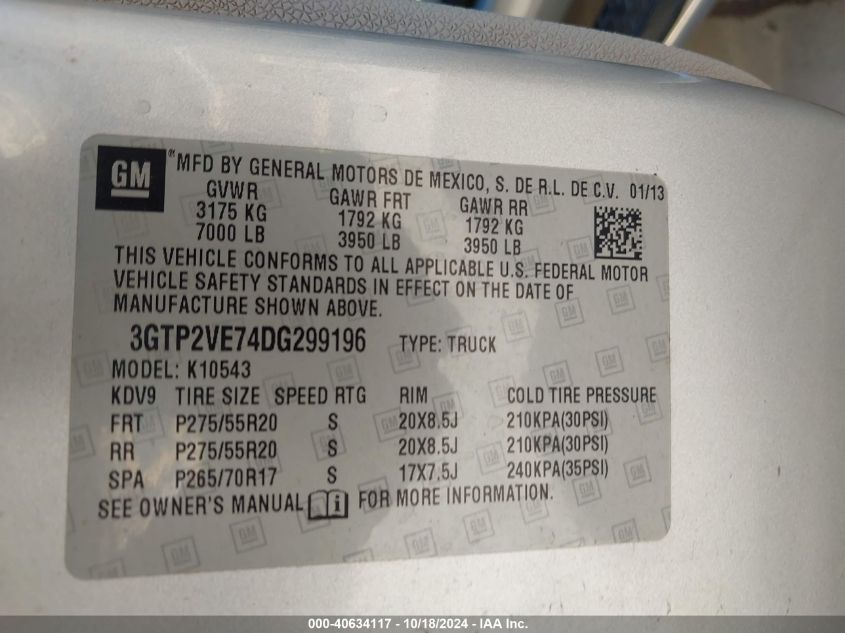 GM ® MFD BY GENERAL MOTORS DE MEXICO, S. DE R.L. DE C.V. 01/13
GVWR GAWR FRT GAWR RR
3175 KG 1792 KG 1792 KG
7000 LB 3950 LB 3950 LB
THIS VEHICLE CONFORMS TO ALL APPLICABLE U.S. FEDERAL MOTOR
VEHICLE SAFETY STANDARDS IN EFFECT ON THE DATE OF
MANUFACTURE SHOWN ABOVE.
3GTP2VE74DG299196 TYPE: TRUCK
MODEL: K10543
KDV9 TIRE SIZE SPEED RTG RIM COLD TIRE PRESSURE
FRT P275/55R20 S 20X8.5J 210KPA(30PSI)
RR P275/55R20 S 20X8.5J 210KPA(30PSI)
SPA P265/70R17 S 17X7.5J 240KPA(35PSI)
SEE OWNER'S MANUAL i FOR MORE INFORMATION.
000-40634117 - 10/18/2024 - IAA Inc.